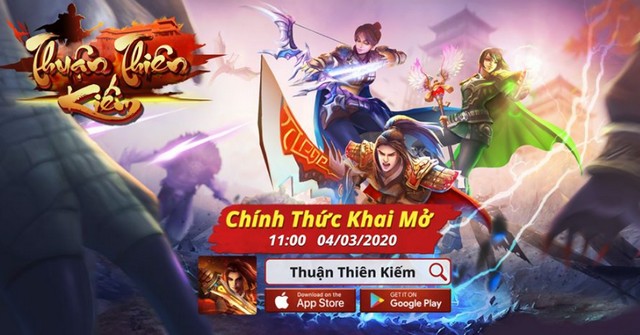 Thuận Thiên
Kiếm
Chính Thức Khai Mở
11:00 04/03/2020
Thuận Thiên Kiếm
Download on the
App Store
GET IT ON
Google Play